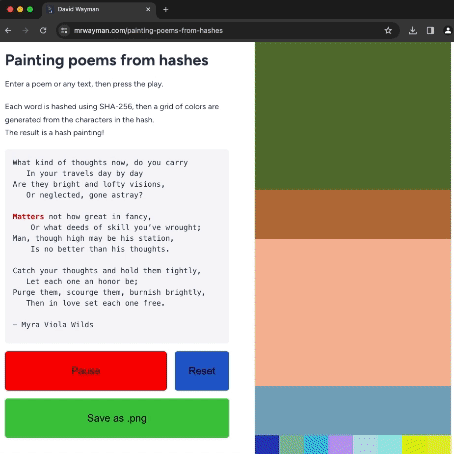 David Wayman
mrwayman.com/painting-poems-from-hashes
Painting poems from hashes
Enter a poem or any text, then press the play.
Each word is hashed using SHA-256, then a grid of colors are
generated from the characters in the hash.
The result is a hash painting!
What kind of thoughts now, do you carry
In your travels day by day
Are they bright and lofty visions,
Or neglected, gone astray?
Matters not how great in fancy,
Or what deeds of skill you've wrought;
Man, though high may be his station,
Is no better than his thoughts.
Catch your thoughts and hold them tightly,
Let each one an honor be;
Purge them, scourge them, burnish brightly,
Then in love set each one free.
~ Myra Viola Wilds
Pause
Reset
Save as .png